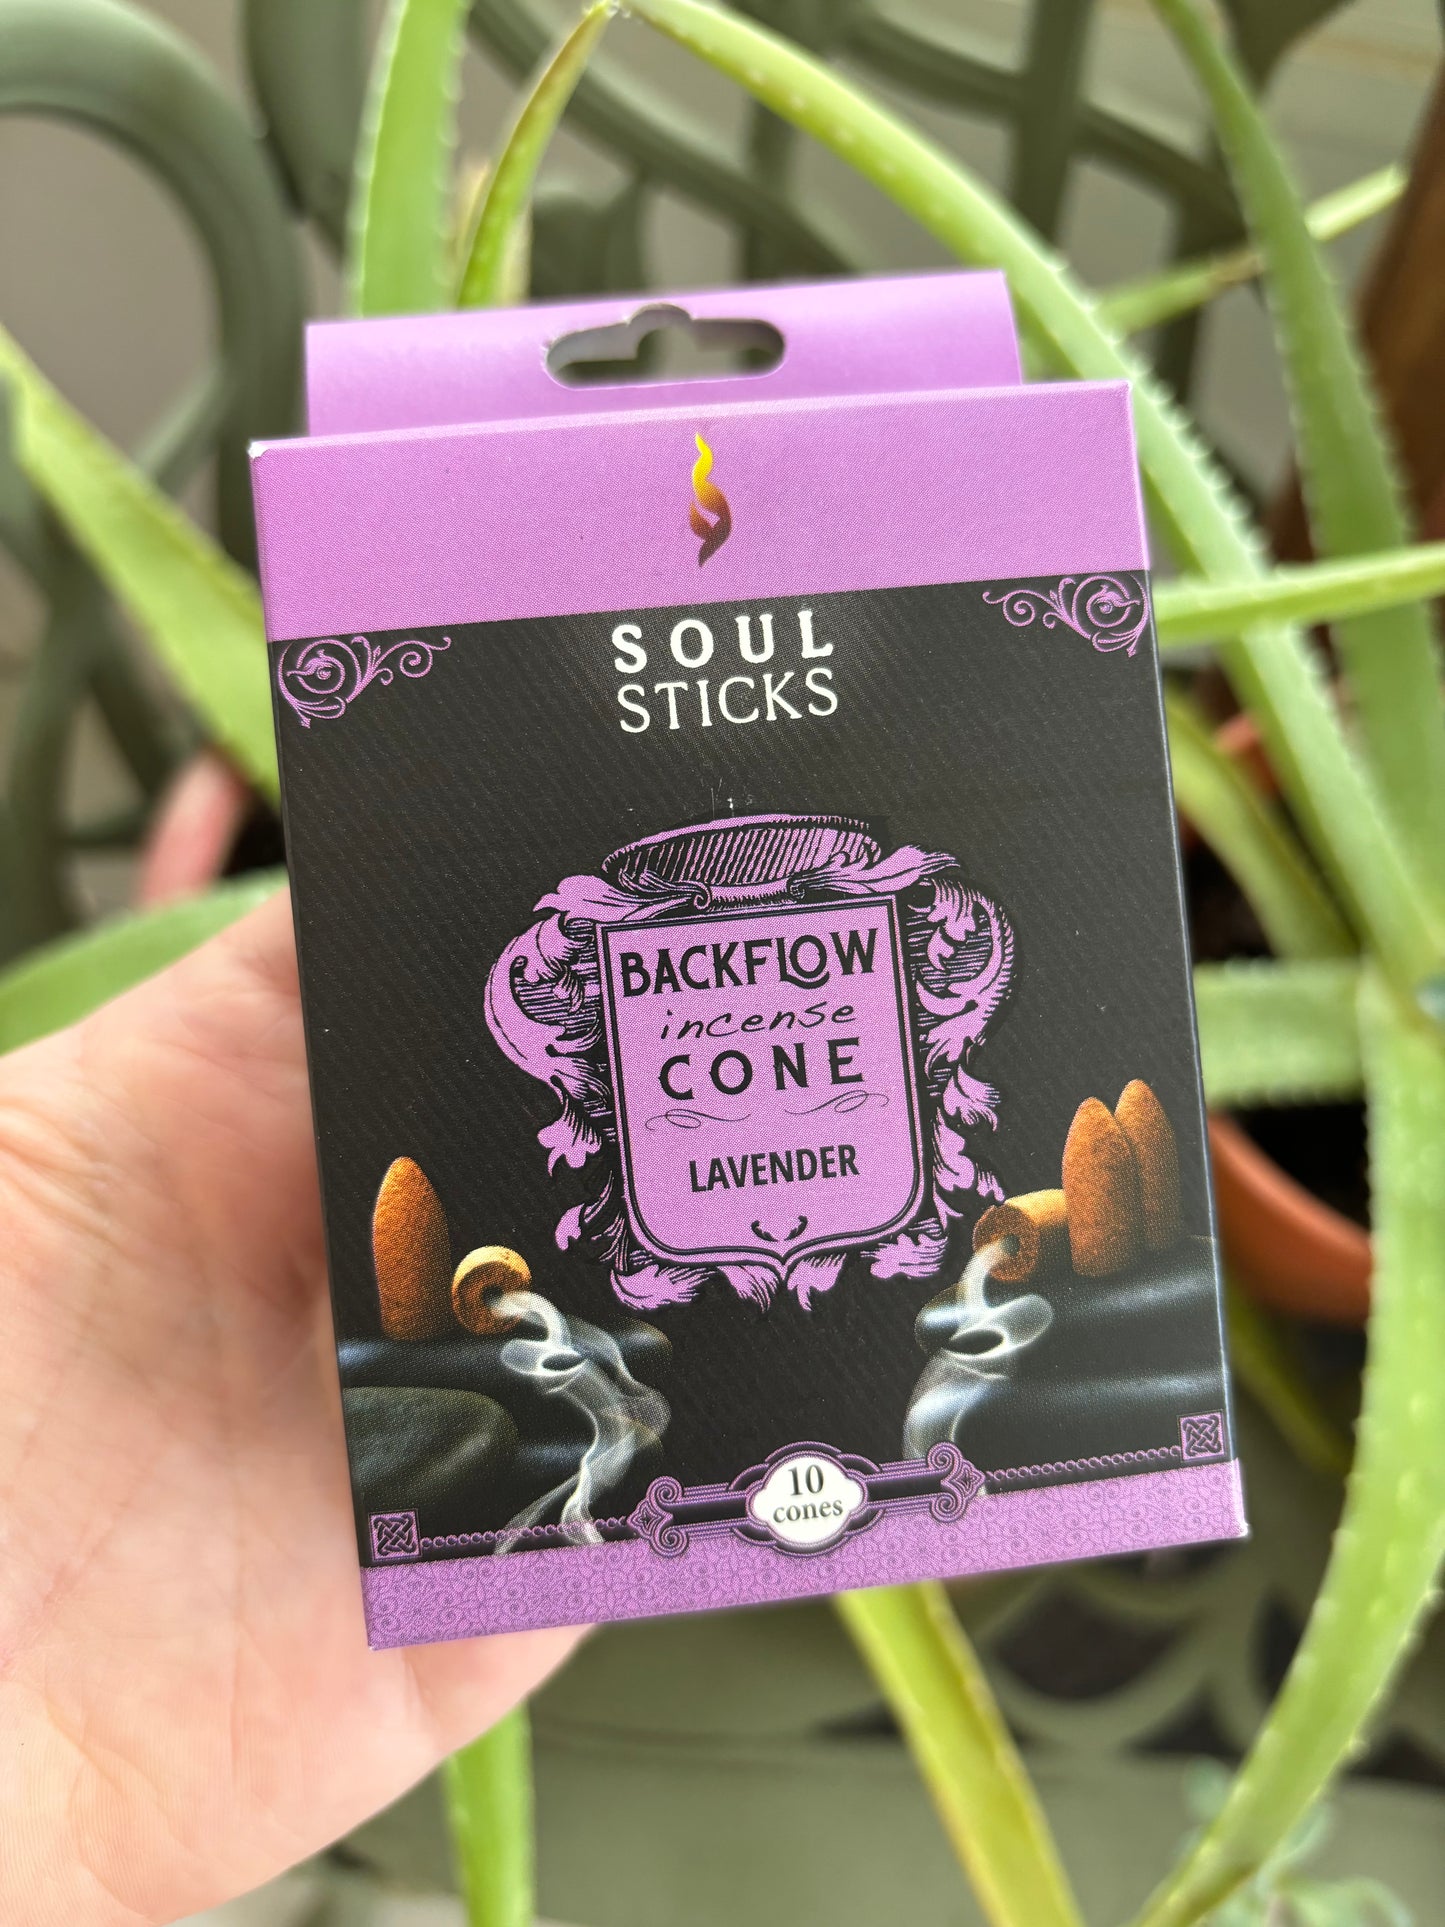 SOUL
STICKS
BACKFLOW
incense
CONE
LAVENDER
10
cones